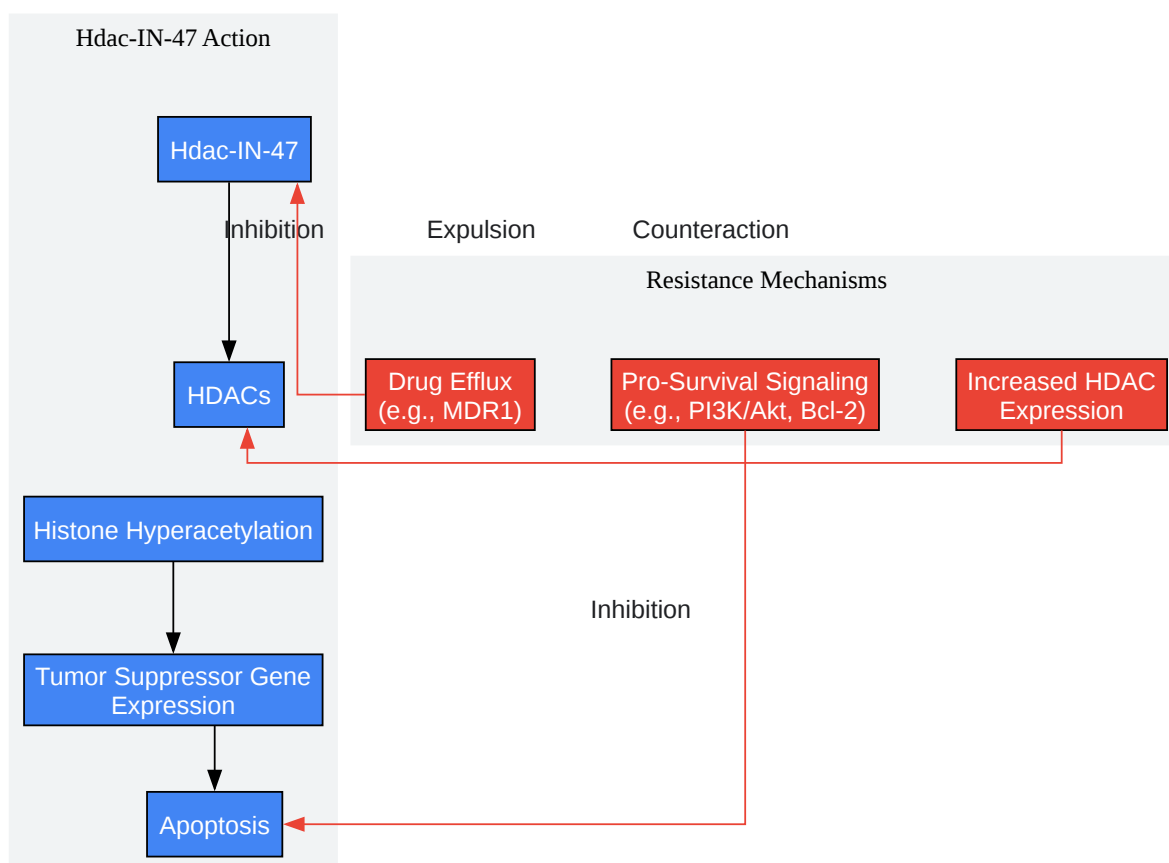 Hdac-IN-47 Action
Hdac-IN-47
Inhibition
Expulsion
Counteraction
Resistance Mechanisms
HDACs
Drug Efflux
(e.g., MDR1)
Pro-Survival Signaling
(e.g., PI3K/Akt, Bcl-2)
Increased HDAC
Expression
Histone Hyperacetylation
Inhibition
Tumor Suppressor Gene
Expression
Apoptosis